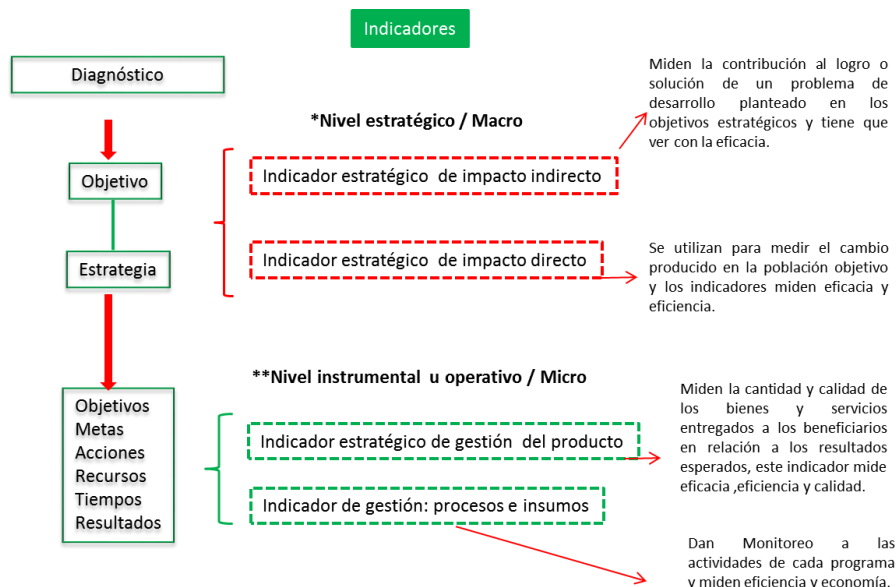 Indicadores
Diagnóstico
Objetivo
Estrategia
Objetivos
Metas
Acciones
Recursos
Tiempos
Resultados
*Nivel estratégico / Macro
Indicador estratégico de impacto indirecto
Indicador estratégico de impacto directo
Miden la contribución al logro o
solución de un problema de
desarrollo planteado en los
objetivos estratégicos y tiene que
ver con la eficacia.
Se utilizan para medir el cambio
producido en la población objetivo
y los indicadores miden eficacia y
eficiencia.
**Nivel instrumental u operativo / Micro
Indicador estratégico de gestión del producto
Indicador de gestión: procesos e insumos
Miden la cantidad y calidad de
los bienes y servicios
entregados a los beneficiarios
en relación a los resultados
esperados, este indicador mide
eficacia ,eficiencia y calidad.
Dan Monitoreo a las
actividades de cada programa
y miden eficiencia y economía.